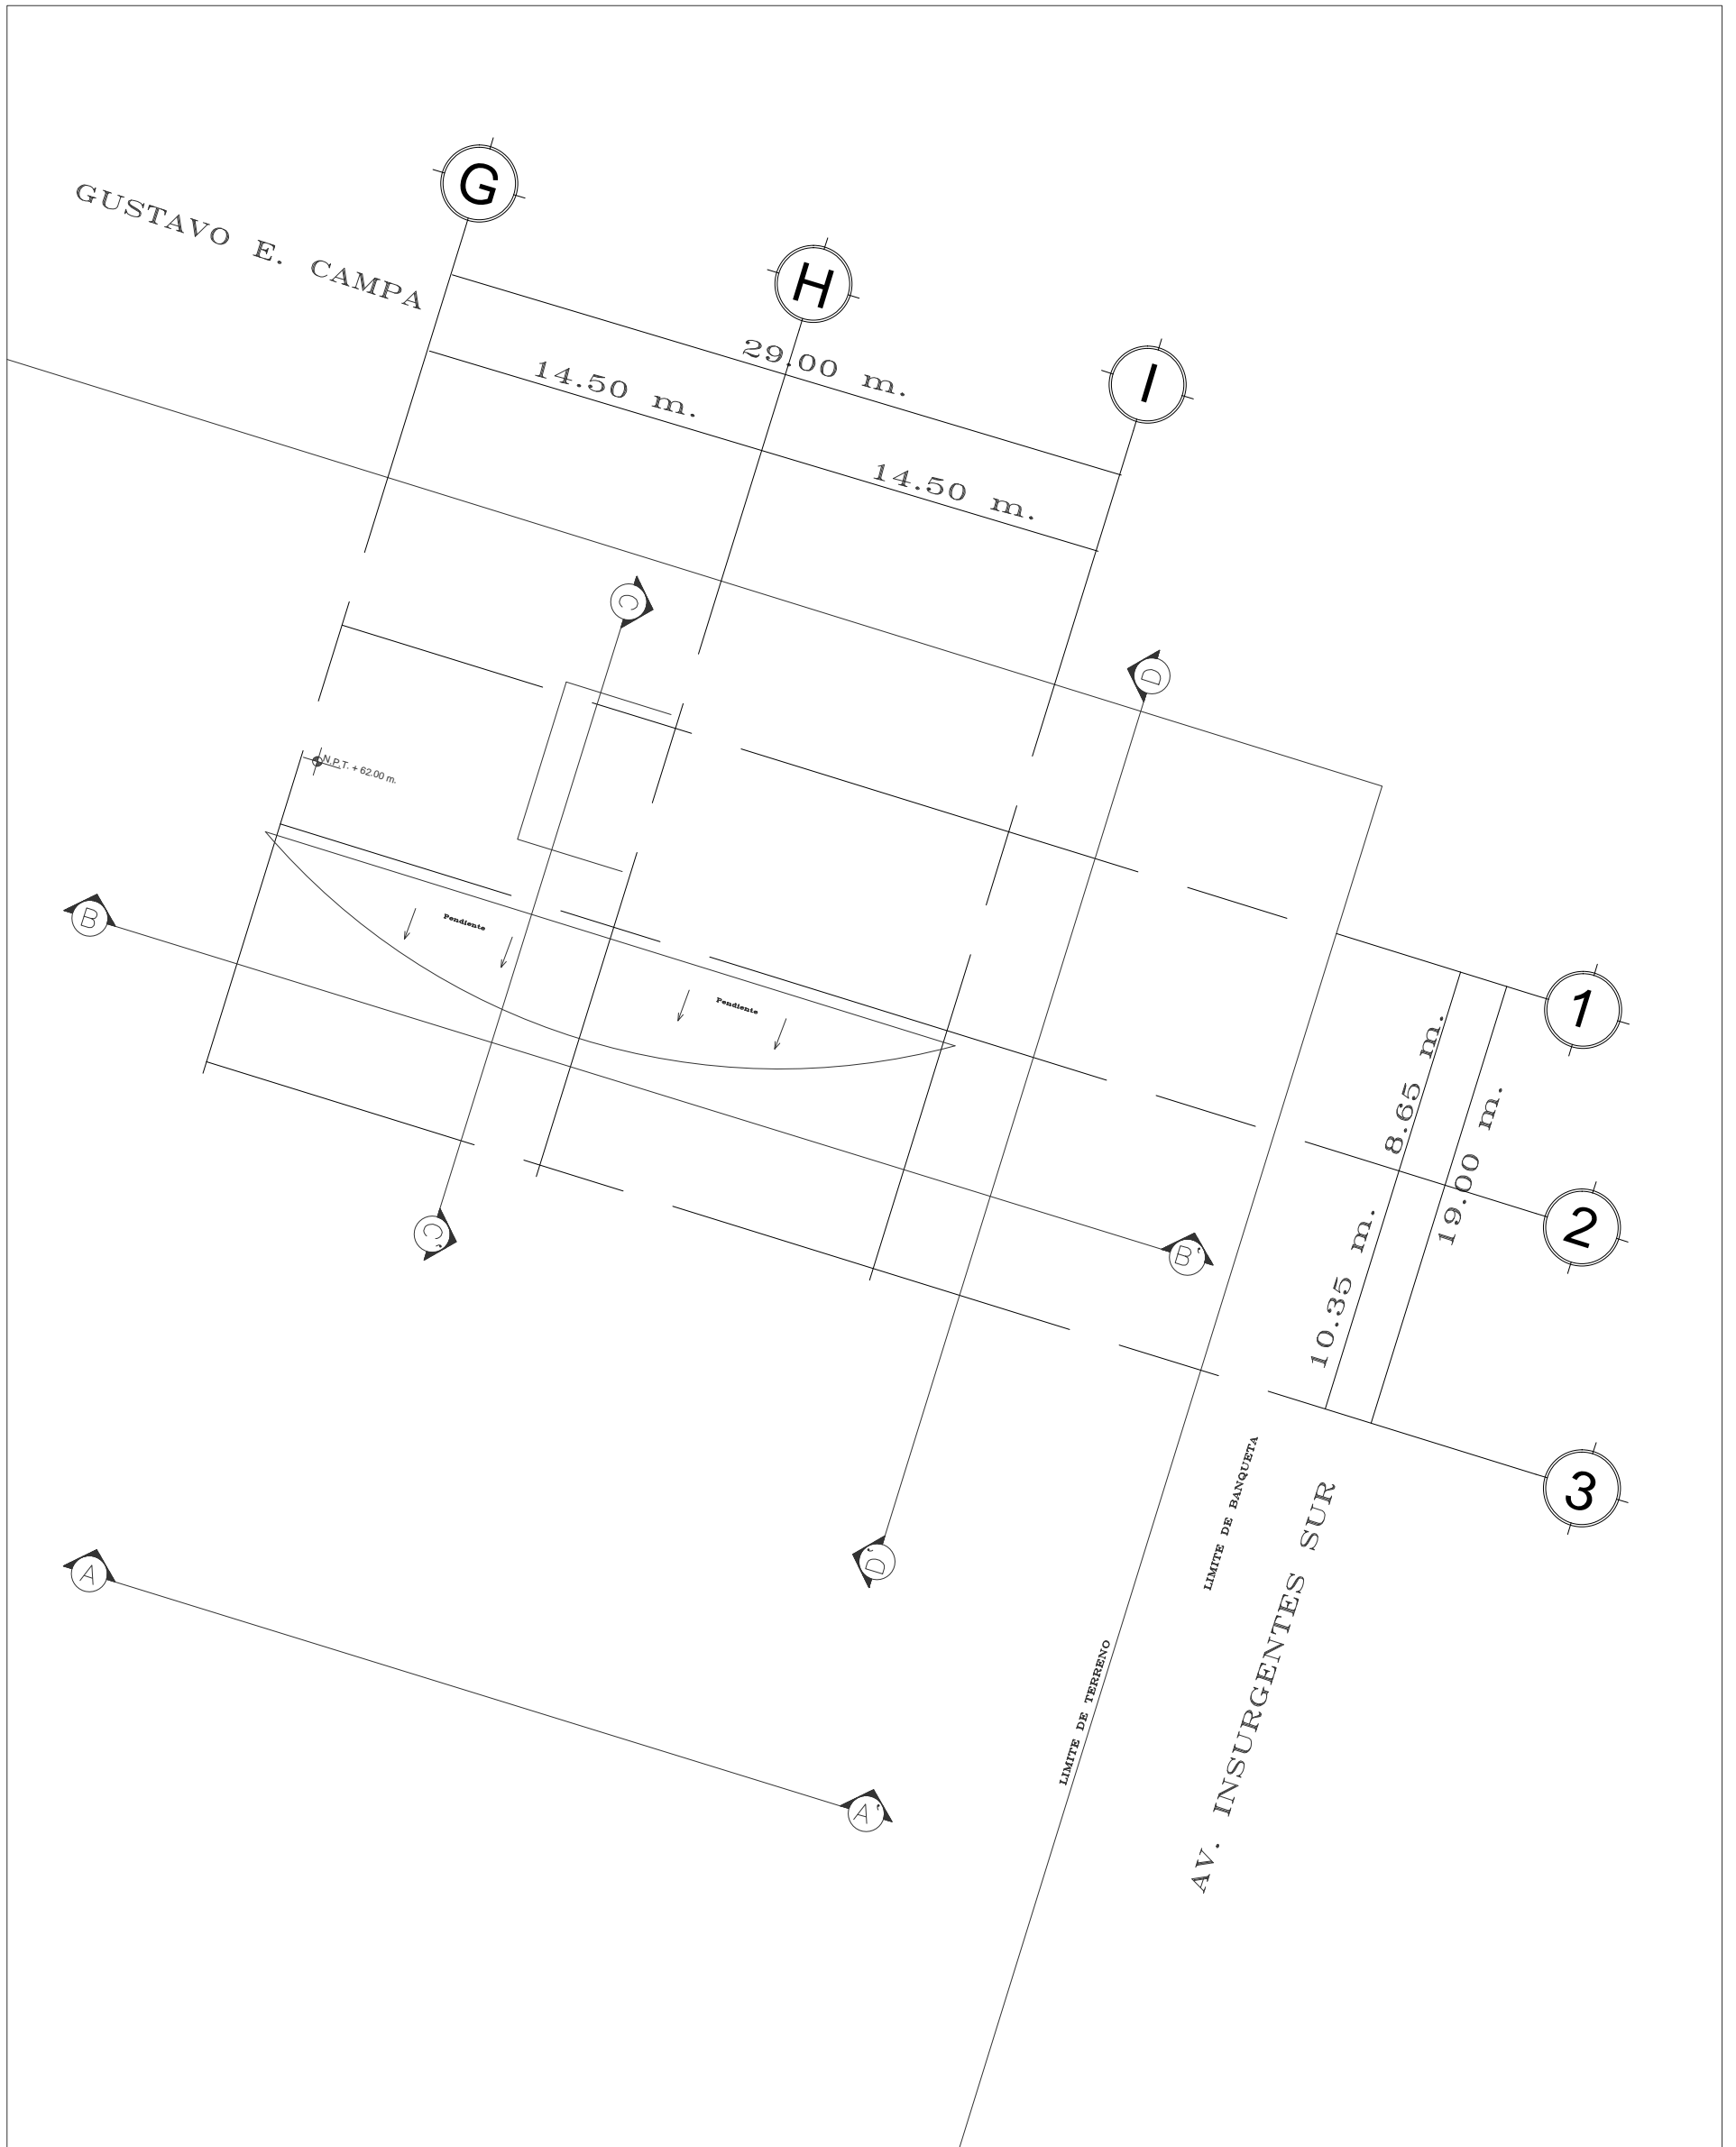 G
GUSTAVO E. CAMPA
H
29.00 m.
I
14.50 m.
14.50 m.
C
D
N.P.T. + 62.00 m.
B
Pendiente
Pendiente
1
8.65 m.
19.00 m.
2
10.35 m.
C'
B'
3
LIMITE DE BANQUETA
AV. INSURGENTES SUR
D'
A
LIMITE DE TERRENO
A'